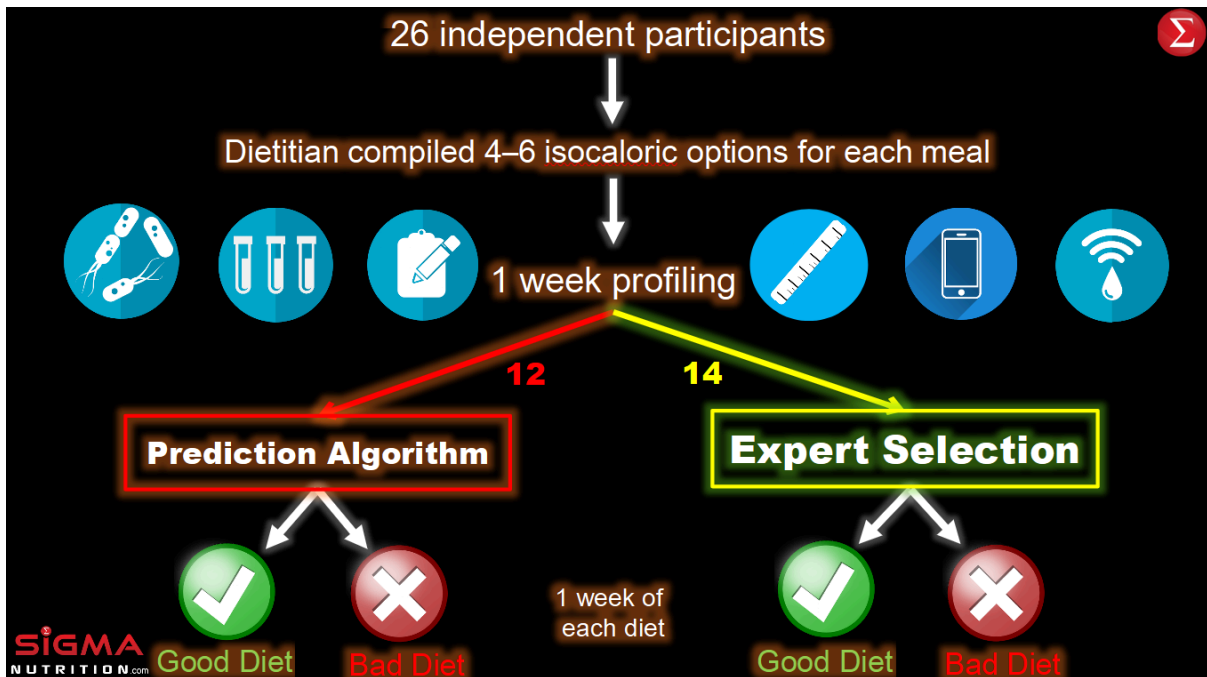 26 independent participants
Σ
Dietitian compiled 4–6 isocaloric options for each meal
1 week profiling
12
14
Prediction Algorithm
Expert Selection
1 week of
each diet
SiGMA
NUTRITION.com
Good Diet
Bad Diet
Good Diet
Bad Diet